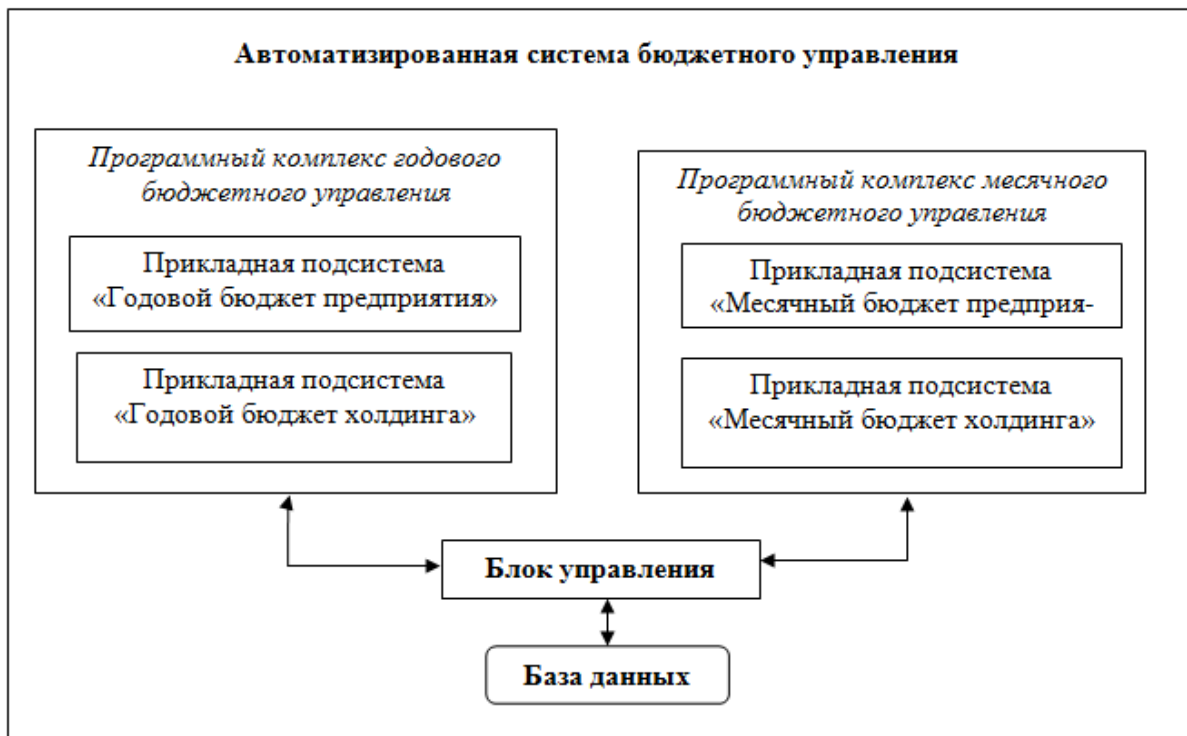 Автоматизированная система бюджетного управления
Программный комплекс годового
бюджетного управления
Прикладная подсистема
«Годовой бюджет предприятия»
Прикладная подсистема
«Годовой бюджет холдинга»
Программный комплекс месячного
бюджетного управления
Прикладная подсистема
«Месячный бюджет предприя-
Прикладная подсистема
«Месячный бюджет холдинга»
Блок управления
База данных